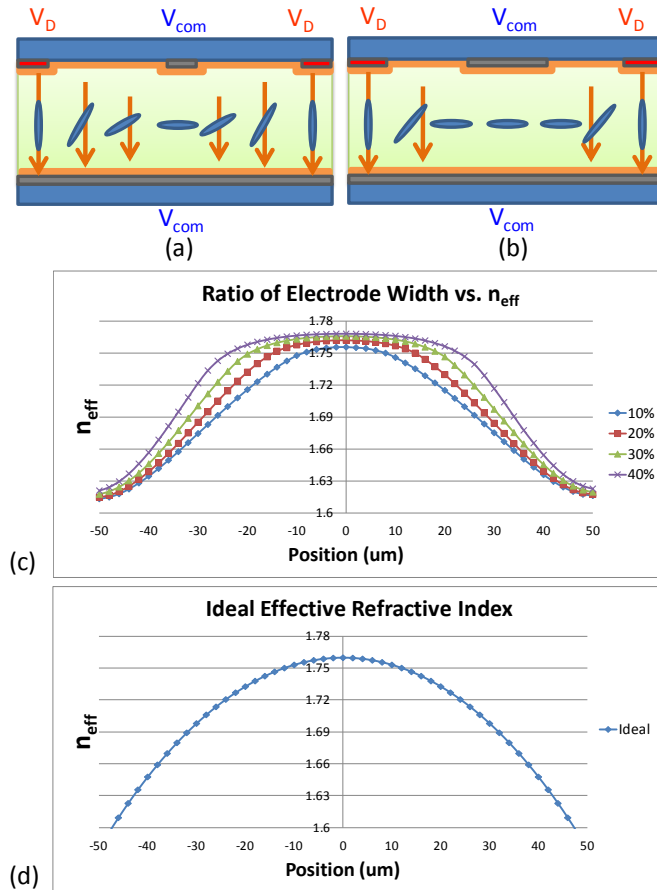 V_D V_com V_D V_D V_com V_D
V_com V_com
(a) (b)
Ratio of Electrode Width vs. n_eff
1.78
1.75
1.72
1.69
1.66
1.63
1.6
n_eff
-50 -40 -30 -20 -10 0 10 20 30 40 50
Position (um)
10%
20%
30%
40%
(c)
Ideal Effective Refractive Index
1.78
1.75
1.72
1.69
1.66
1.63
1.6
n_eff
-50 -40 -30 -20 -10 0 10 20 30 40 50
Position (um)
Ideal
(d)